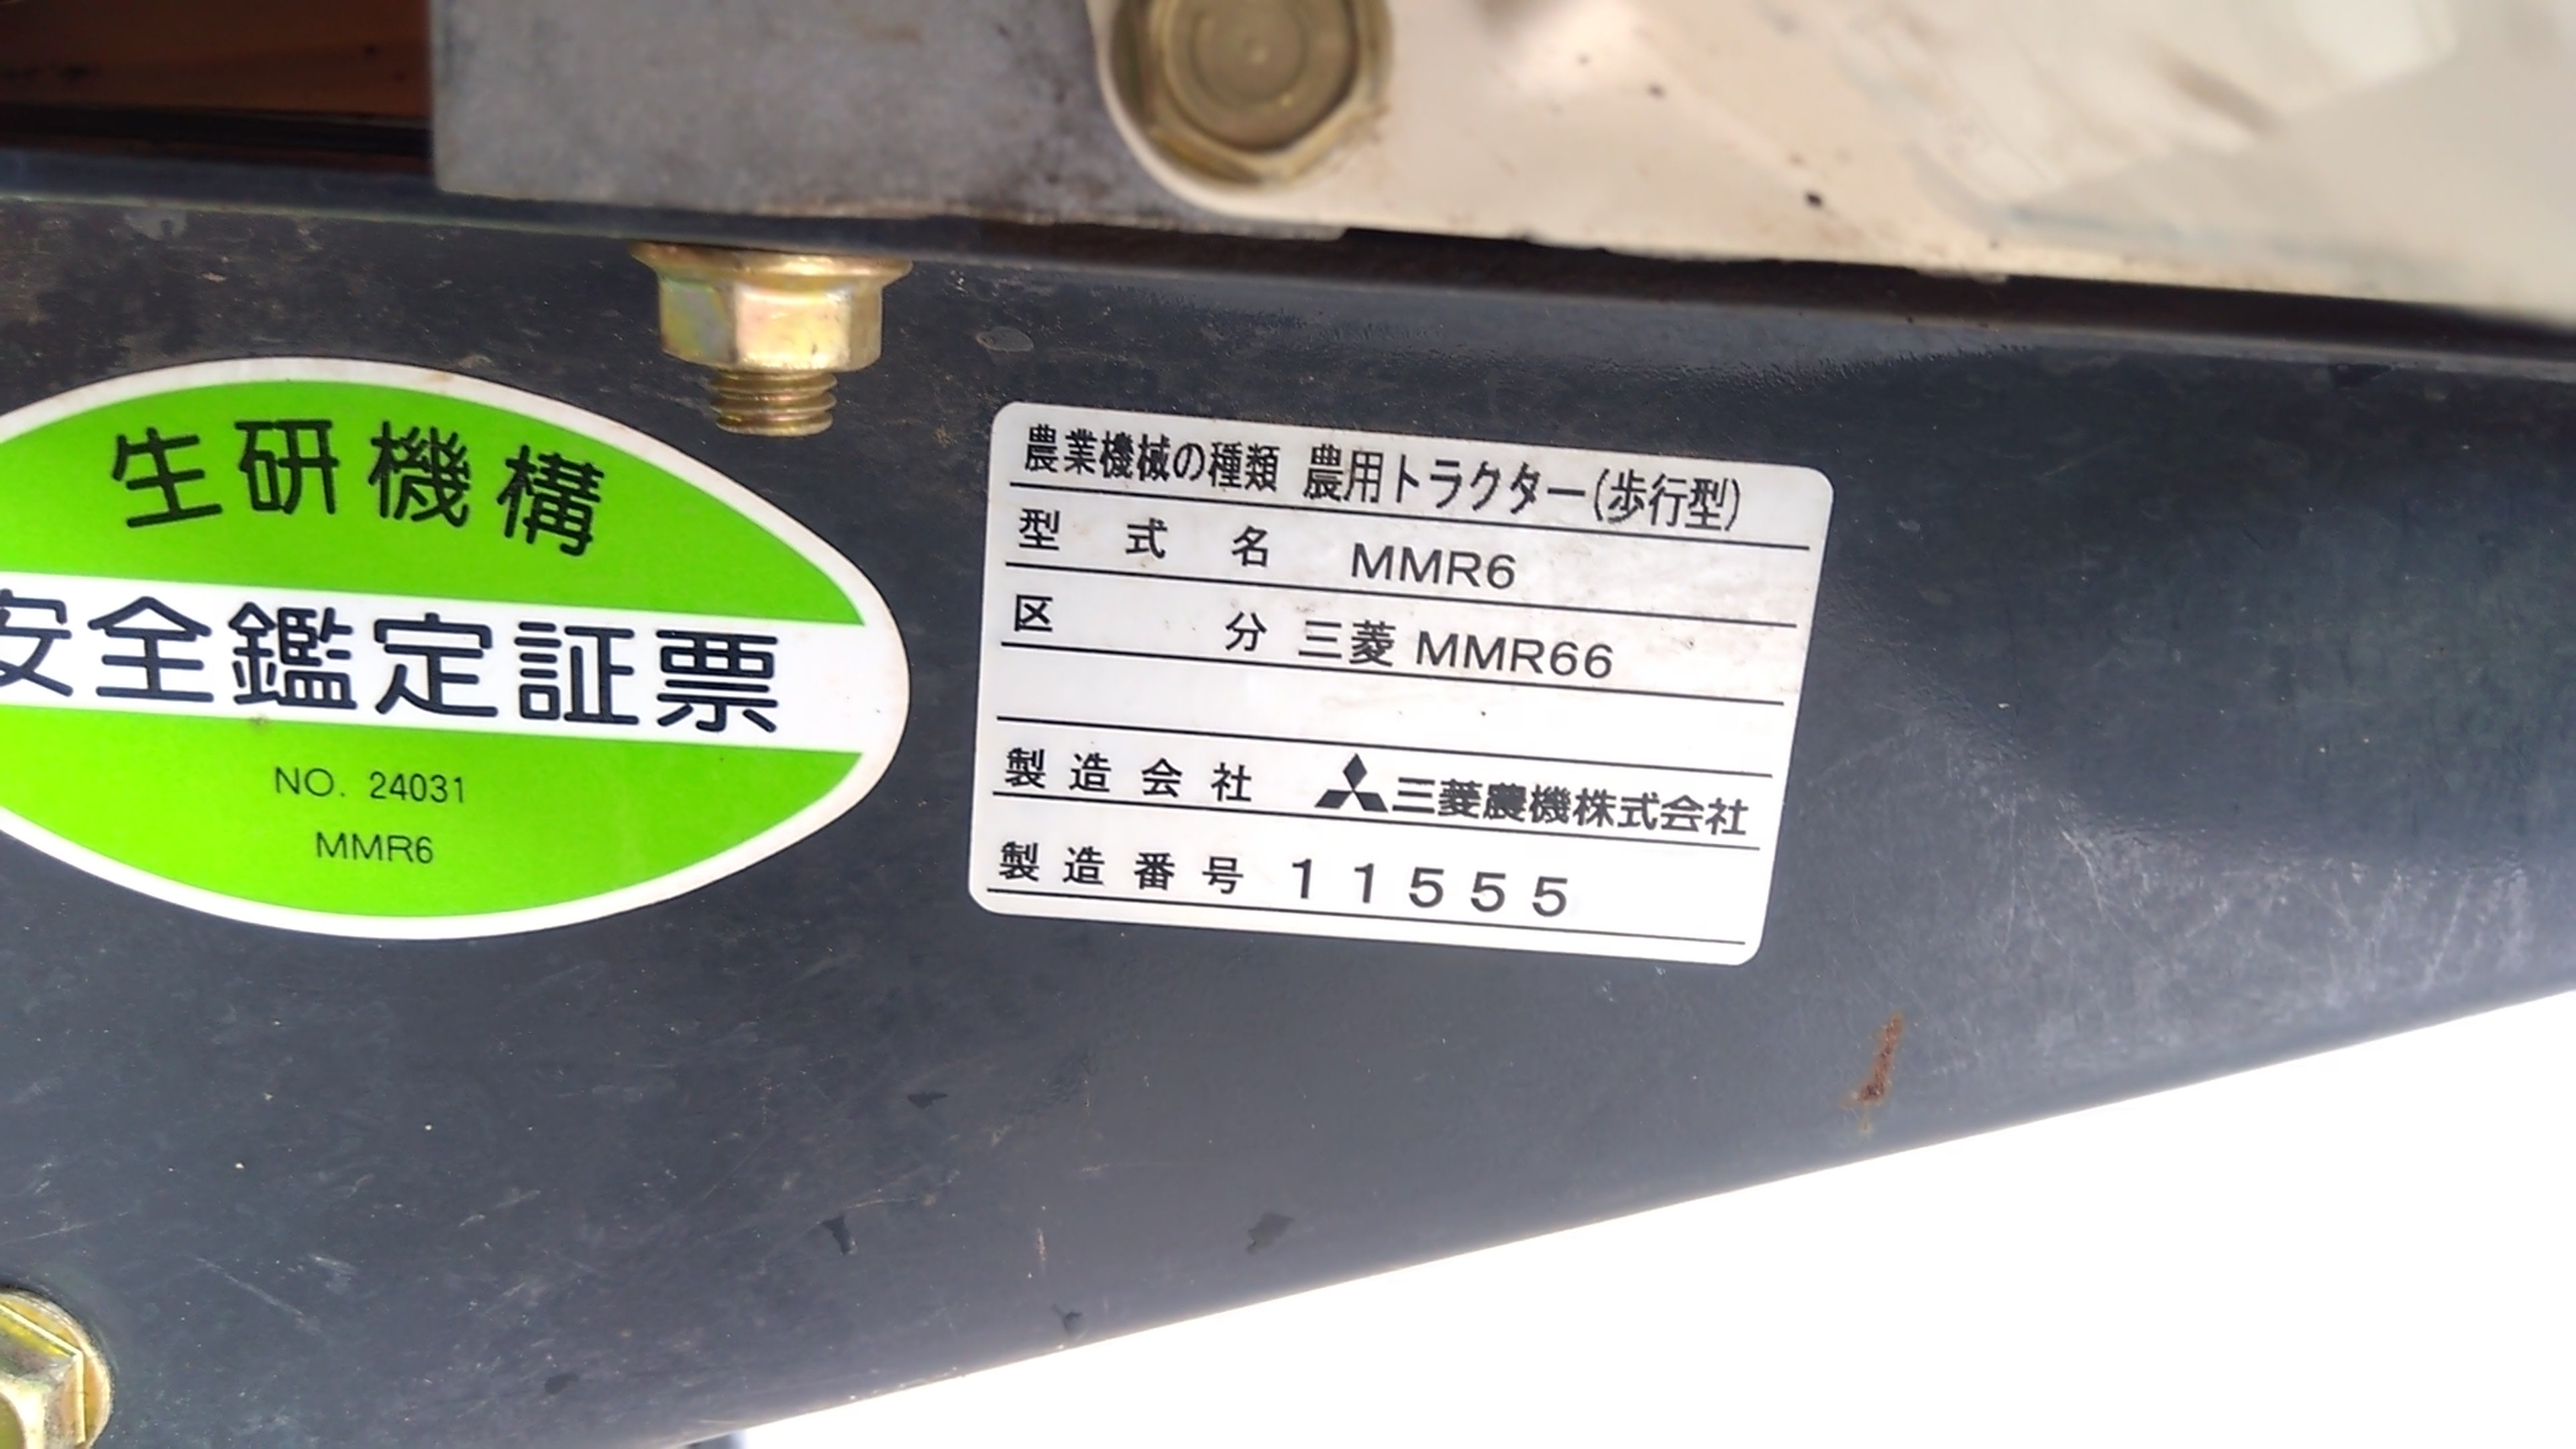 生研機構
安全鑑定証票
NO. 24031
MMR6
農業機械の種類 農用トラクター(歩行型)
型式名 MMR6
区分 三菱 MMR66
製造会社 三菱農機株式会社
製造番号 11555